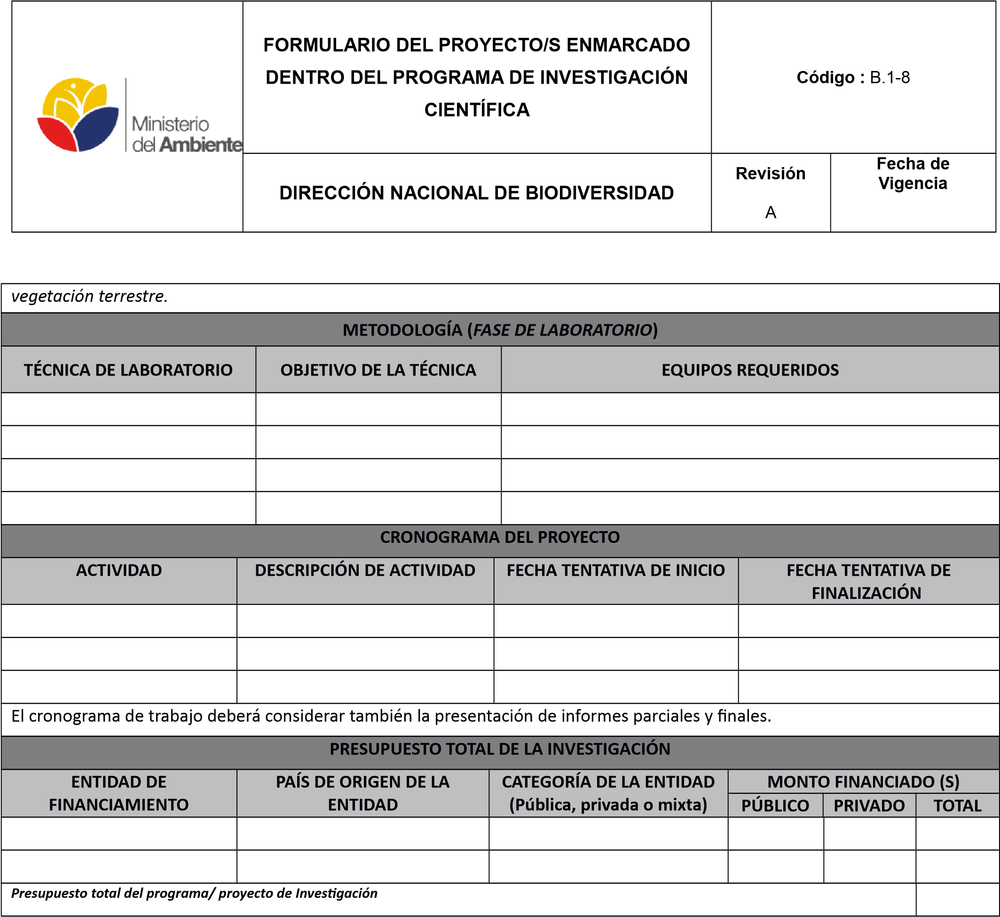 FORMULARIO DEL PROYECTO/S ENMARCADO
DENTRO DEL PROGRAMA DE INVESTIGACIÓN
CIENTÍFICA
Código : B.1-8
Ministerio
del Ambiente
DIRECCIÓN NACIONAL DE BIODIVERSIDAD
Revisión
A
Fecha de
Vigencia
vegetación terrestre.
METODOLOGÍA (FASE DE LABORATORIO)
TÉCNICA DE LABORATORIO
OBJETIVO DE LA TÉCNICA
EQUIPOS REQUERIDOS
CRONOGRAMA DEL PROYECTO
ACTIVIDAD
DESCRIPCIÓN DE ACTIVIDAD
FECHA TENTATIVA DE INICIO
FECHA TENTATIVA DE
FINALIZACIÓN
El cronograma de trabajo deberá considerar también la presentación de informes parciales y finales.
PRESUPUESTO TOTAL DE LA INVESTIGACIÓN
ENTIDAD DE
FINANCIAMIENTO
PAÍS DE ORIGEN DE LA
ENTIDAD
CATEGORÍA DE LA ENTIDAD
(Pública, privada o mixta)
MONTO FINANCIADO (S)
PÚBLICO
PRIVADO
TOTAL
Presupuesto total del programa/ proyecto de Investigación